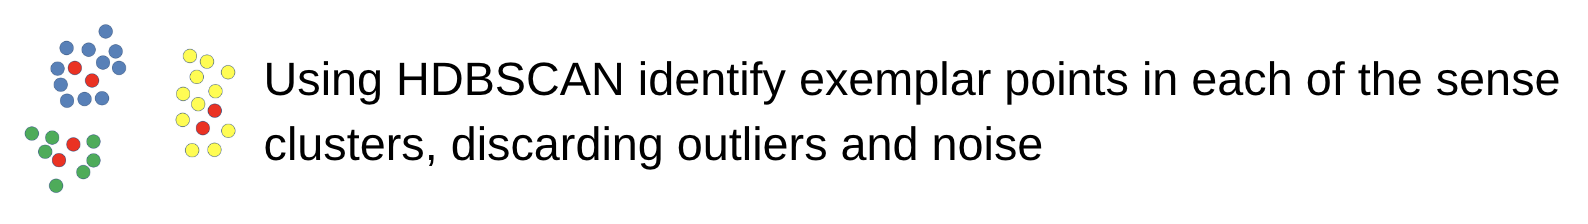 Using HDBSCAN identify exemplar points in each of the sense
clusters, discarding outliers and noise